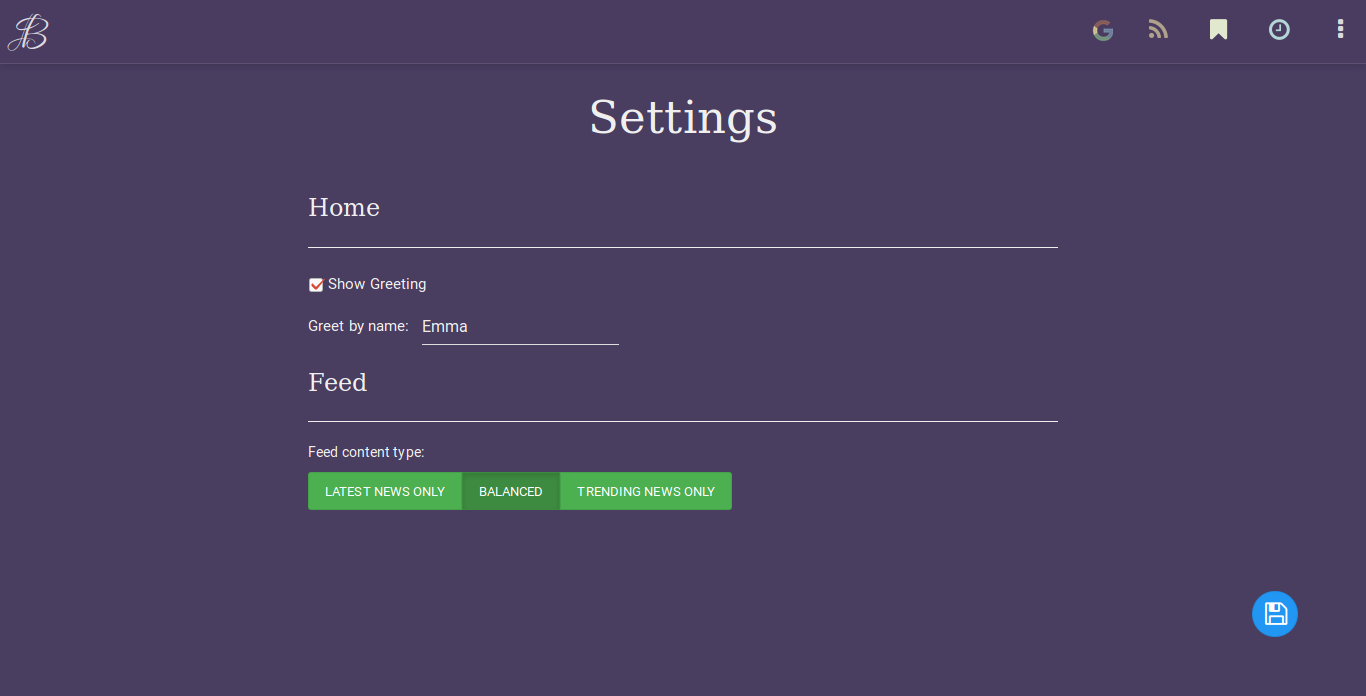 B
Settings
Home
Show Greeting
Greet by name: Emma
Feed
Feed content type:
LATEST NEWS ONLY BALANCED TRENDING NEWS ONLY